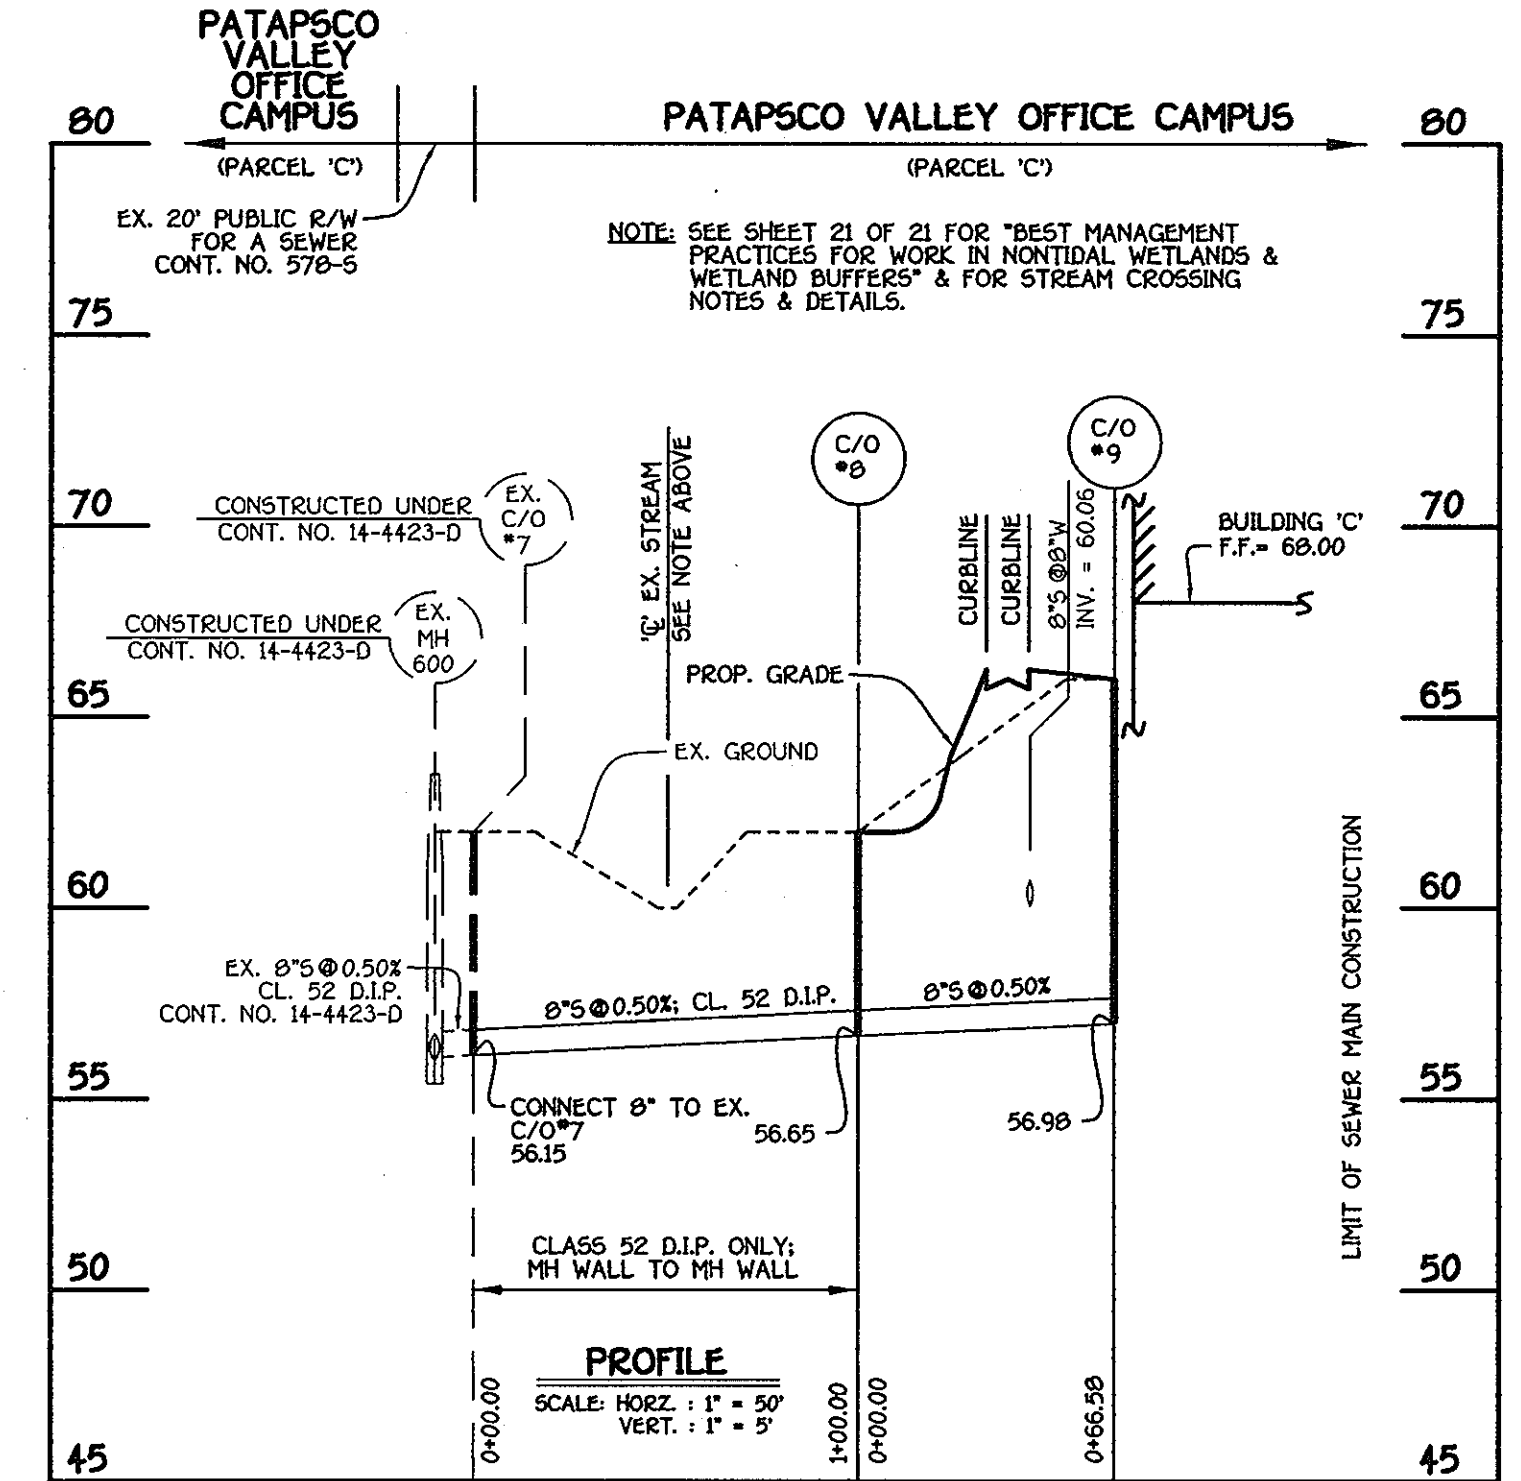 PATAPSCO
VALLEY
OFFICE
CAMPUS
(PARCEL 'C')
PATAPSCO VALLEY OFFICE CAMPUS
(PARCEL 'C')
80
80
EX. 20' PUBLIC R/W
FOR A SEWER
CONT. NO. 578-S
NOTE: SEE SHEET 21 OF 21 FOR "BEST MANAGEMENT
PRACTICES FOR WORK IN NONTIDAL WETLANDS &
WETLAND BUFFERS" & FOR STREAM CROSSING
NOTES & DETAILS.
75
75
C/O
#8
C/O
#9
70
70
CONSTRUCTED UNDER
CONT. NO. 14-4423-D
EX.
C/O
#7
℄ EX. STREAM
SEE NOTE ABOVE
CURBLINE
CURBLINE
8"S @8"W
INV. = 60.06
BUILDING 'C'
F.F.= 68.00
CONSTRUCTED UNDER
CONT. NO. 14-4423-D
EX.
MH
600
PROP. GRADE
65
65
EX. GROUND
60
60
EX. 8"S@0.50%
CL. 52 D.I.P.
CONT. NO. 14-4423-D
8"S@0.50%; CL. 52 D.I.P.
8"S@0.50%
LIMIT OF SEWER MAIN CONSTRUCTION
55
55
CONNECT 8" TO EX.
C/O#7
56.15
56.65
56.98
CLASS 52 D.I.P. ONLY;
MH WALL TO MH WALL
50
50
PROFILE
SCALE: HORZ. : 1" = 50'
VERT. : 1" = 5'
0+00.00
1+00.00
0+00.00
0+66.58
45
45